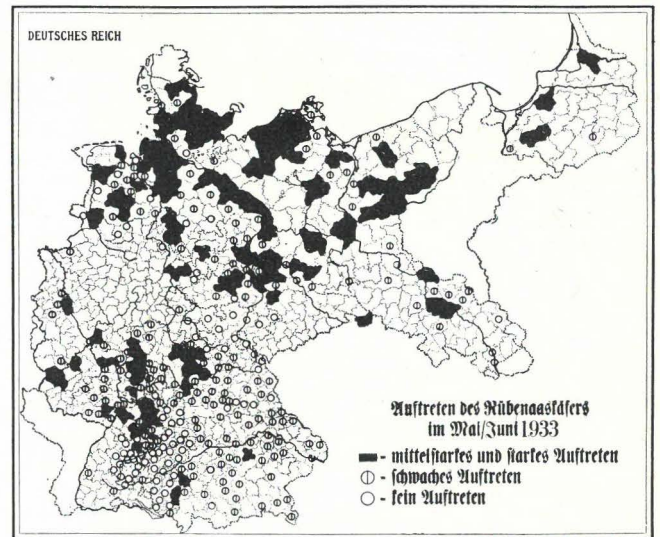 DEUTSCHES REICH
Auftreten des Rübenaaskäfers
im Mai/Juni 1933
- mittelstarkes und starkes Auftreten
- schwaches Auftreten
- kein Auftreten